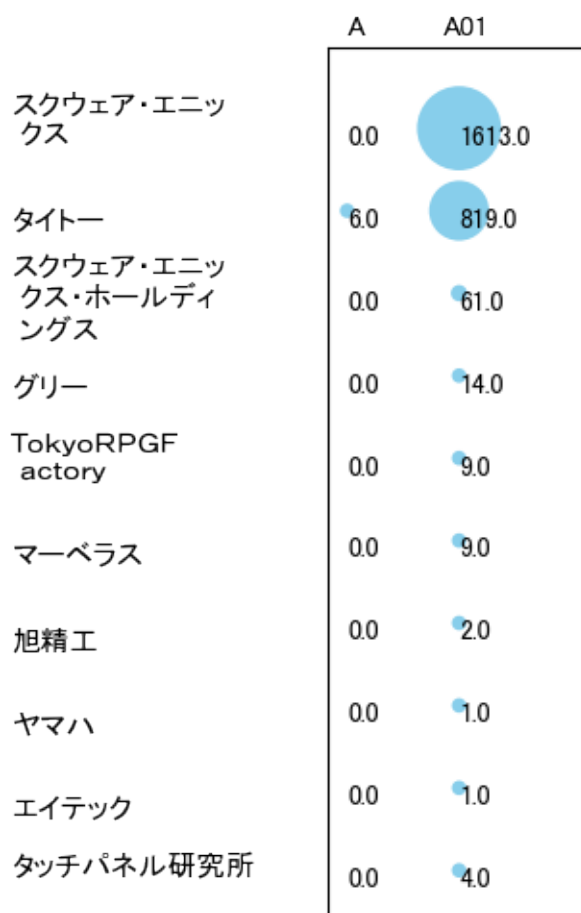 A A01
スクウェア・エニッ
クス
0.0 1613.0
タイトー 6.0 819.0
スクウェア・エニッ
クス・ホールディ
ングス
0.0 61.0
グリー 0.0 14.0
TokyoRPGF
actory
0.0 9.0
マーベラス 0.0 9.0
旭精工 0.0 2.0
ヤマハ 0.0 1.0
エイテック 0.0 1.0
タッチパネル研究所 0.0 4.0